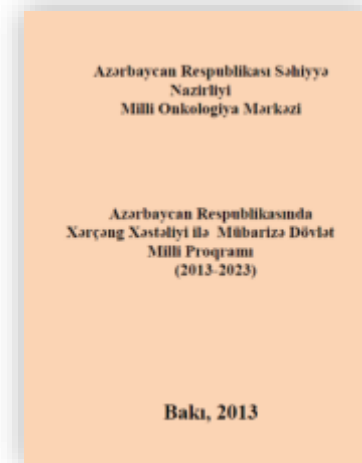 Azərbaycan Respublikası Səhiyyə
Nazirliyi
Milli Onkologiya Mərkəzi
Azərbaycan Respublikasında
Xərçəng Xəstəliyi ilə Mübarizə Dövlət
Milli Proqramı
(2013-2023)
Bakı, 2013